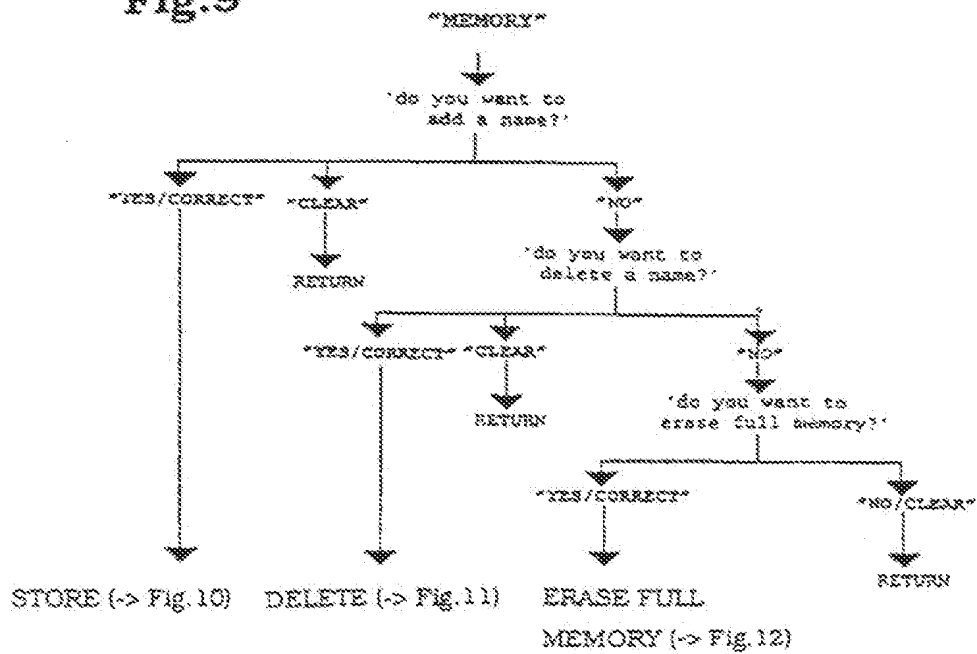 Fig.9
"MEMORY"
'do you want to
add a name?'
"YES/CORRECT" "CLEAR" "NO"
RETURN
'do you want to
delete a name?'
"YES/CORRECT" "CLEAR" "NO"
RETURN
'do you want to
erase full memory?'
"YES/CORRECT" "NO/CLEAR"
RETURN
STORE (-> Fig.10) DELETE (-> Fig.11) ERASE FULL
MEMORY (-> Fig.12)